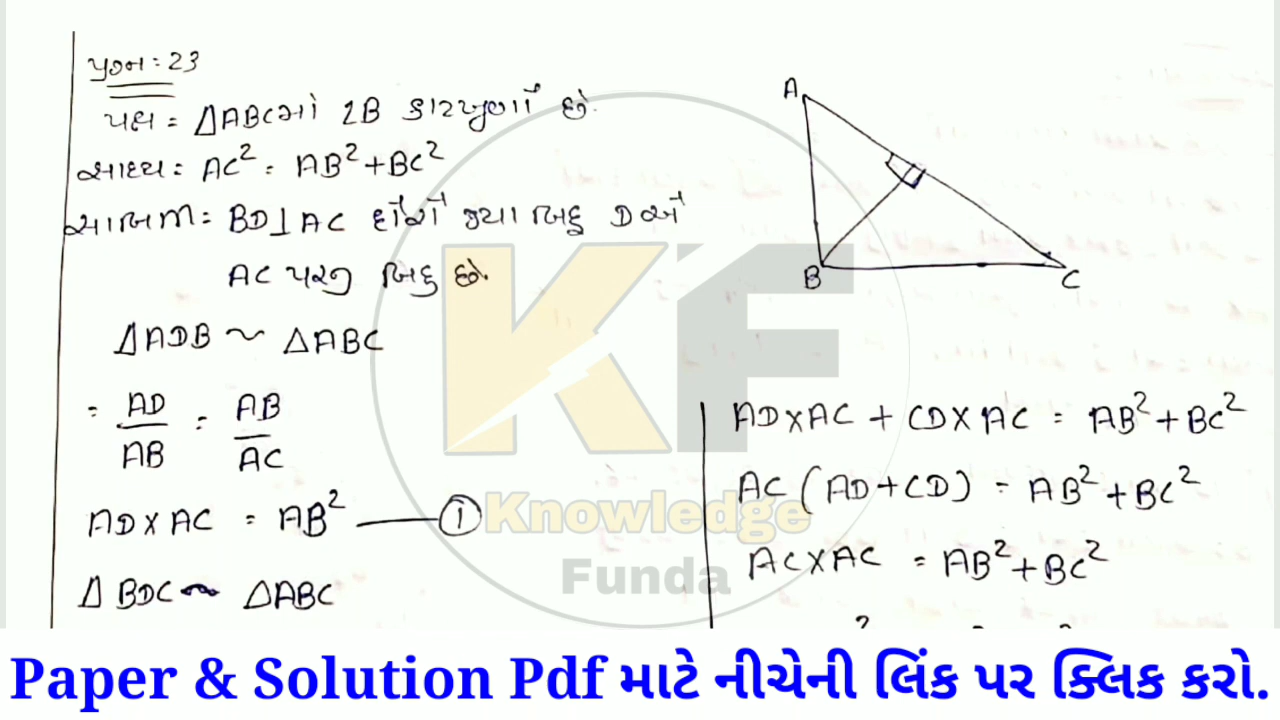 પ્રશ્ન : 23
પક્ષ = △ABCમાં ∠B કાટખૂણો છે.
સાધ્ય = AC² = AB² + BC²
સાબિતી = BD⊥AC દોરો જ્યા બિંદુ D એ
AC પરનું બિંદુ છે.
△ADB ~ △ABC
= AD/AB = AB/AC
AD × AC = AB² —— ①
△BDC ~ △ABC
A
B
C
AD×AC + CD×AC = AB² + BC²
AC (AD+CD) = AB² + BC²
AC×AC = AB² + BC²
KF
Knowledge
Funda
Paper & Solution Pdf માટે નીચેની લિંક પર ક્લિક કરો.